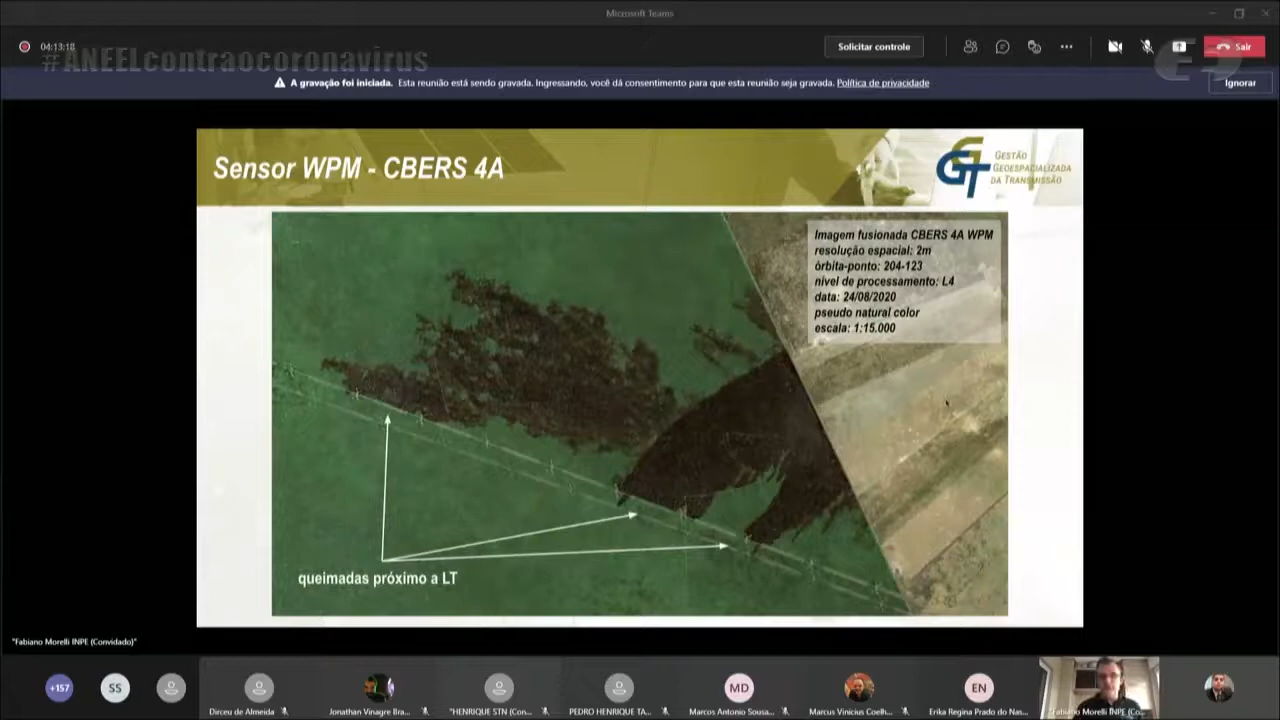 Microsoft Teams
04:13:18
#ANEELcontraocoronavirus
Solicitar controle
Sair
A gravação foi iniciada. Esta reunião está sendo gravada. Ingressando, você dá consentimento para que esta reunião seja gravada. Política de privacidade
Ignorar
Sensor WPM - CBERS 4A
GGT
GESTÃO
GEOESPACIALIZADA
DA TRANSMISSÃO
Imagem fusionada CBERS 4A WPM
resolução espacial: 2m
órbita-ponto: 204-123
nível de processamento: L4
data: 24/08/2020
pseudo natural color
escala: 1:15.000
queimadas próximo a LT
"Fabiano Morelli INPE (Convidado)"
+157
SS
MD
EN
Dirceu de Almeida
Jonathan Vinagre Bra...
"HENRIQUE STN (Con...
PEDRO HENRIQUE TA...
Marcos Antonio Sousa...
Marcus Vinicius Coelh...
Erika Regina Prado do Nas...
"Fabiano Morelli INPE (Co...